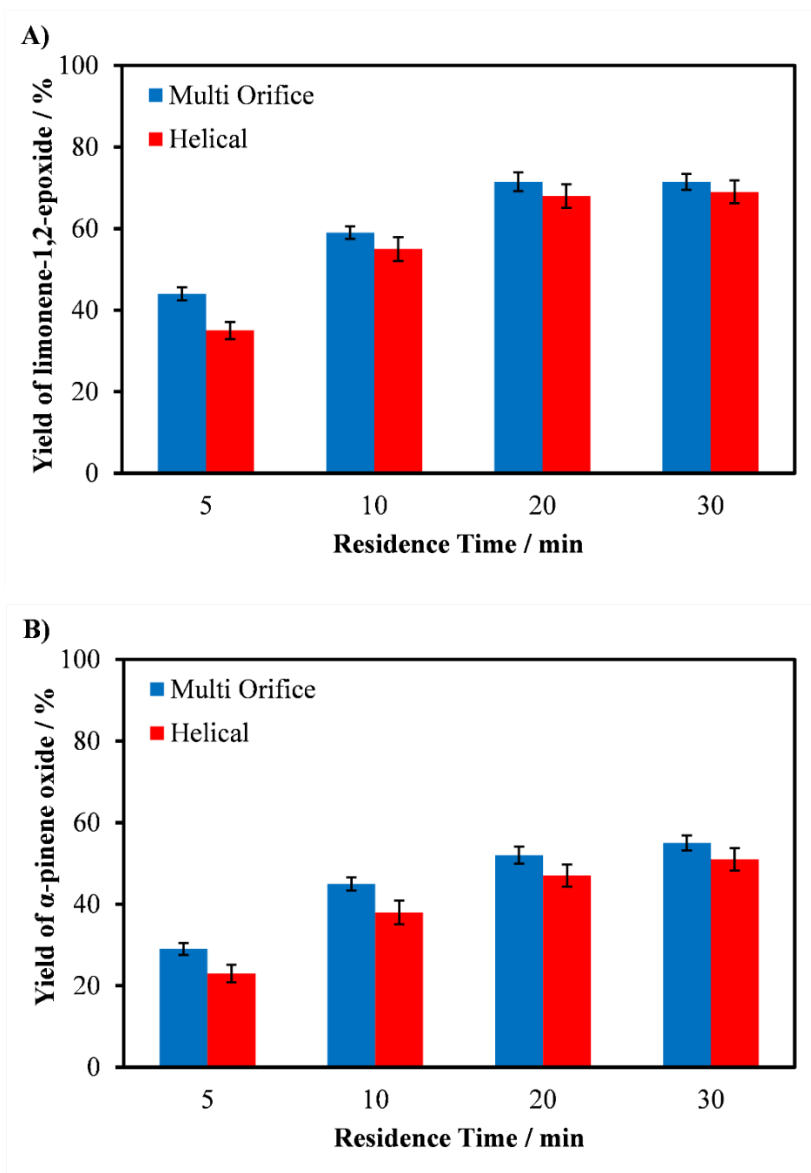 A)
Yield of limonene-1,2-epoxide / %
100
80
60
40
20
0
Multi Orifice
Helical
5 10 20 30
Residence Time / min
B)
Yield of α-pinene oxide / %
100
80
60
40
20
0
Multi Orifice
Helical
5 10 20 30
Residence Time / min